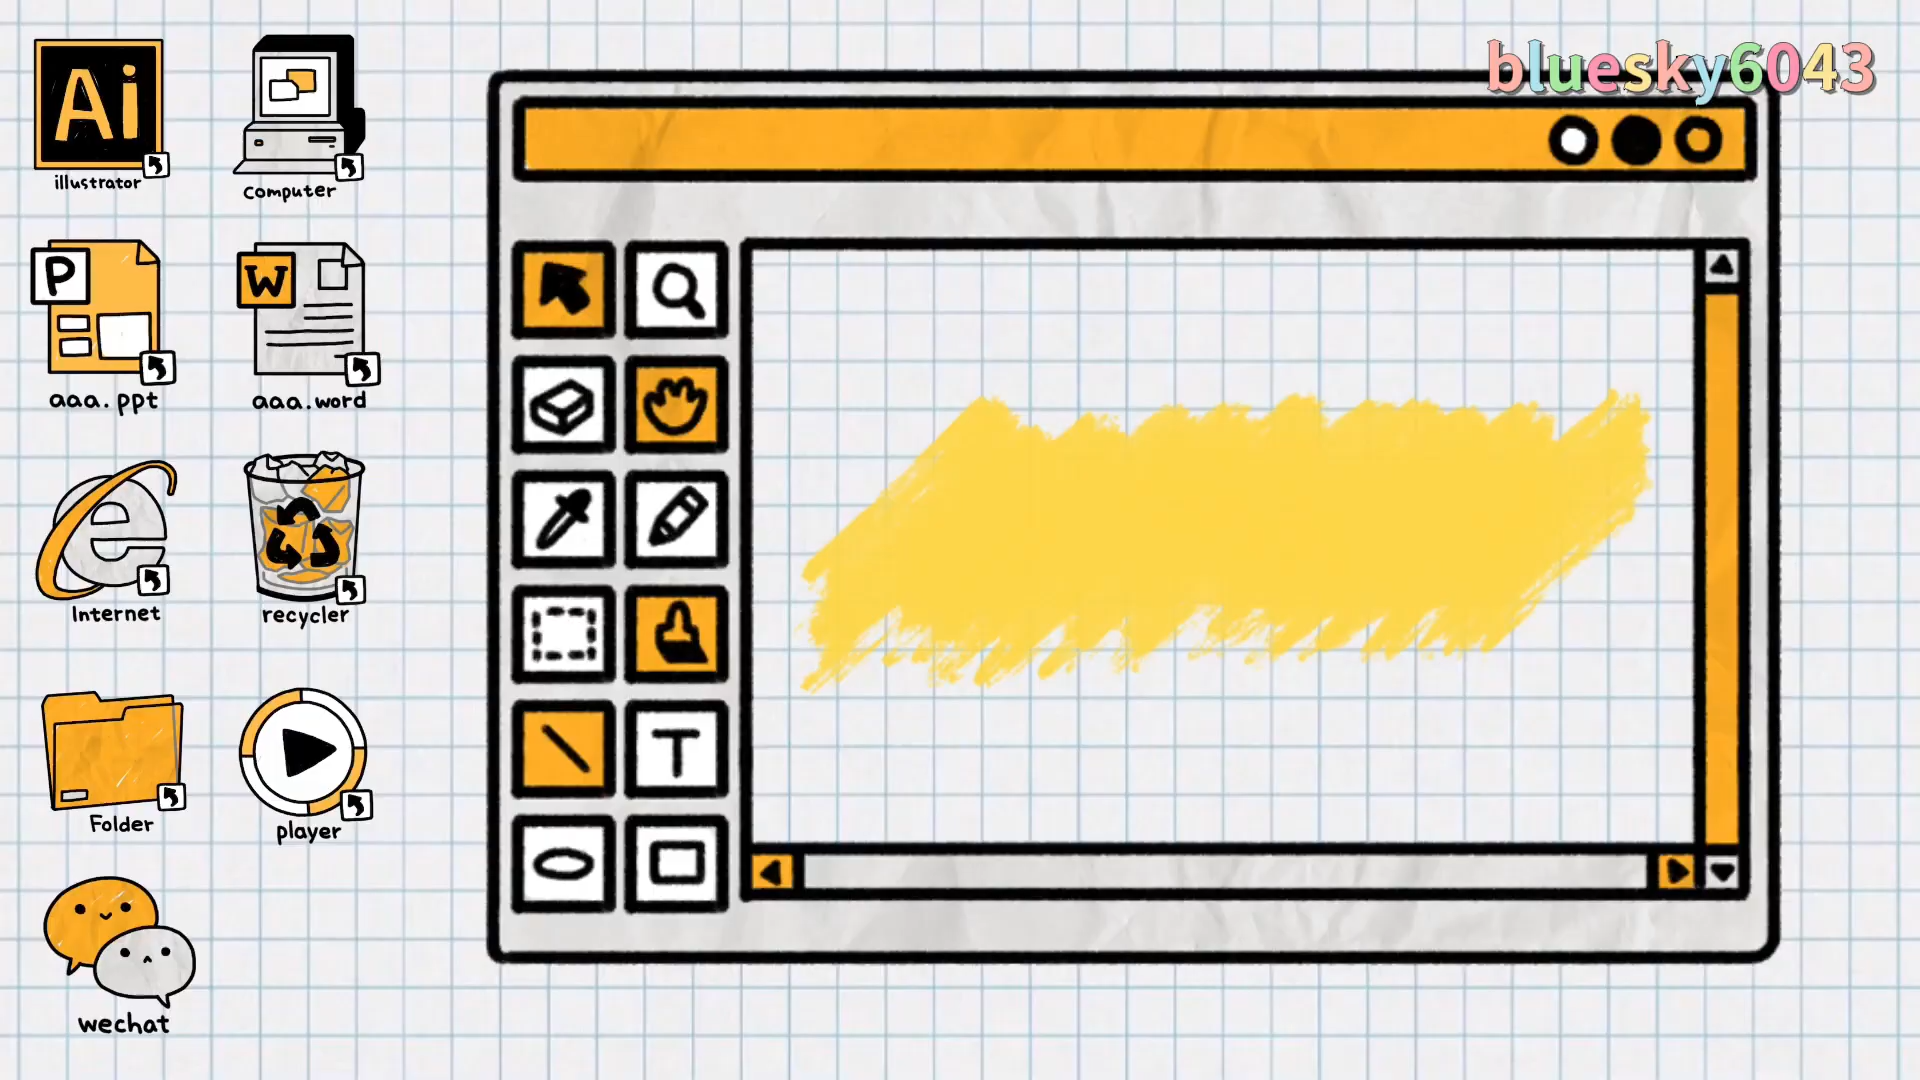 bluesky6043
Ai
illustrator
computer
P
aaa.ppt
W
aaa.word
e
Internet
recycler
Folder
player
wechat
T